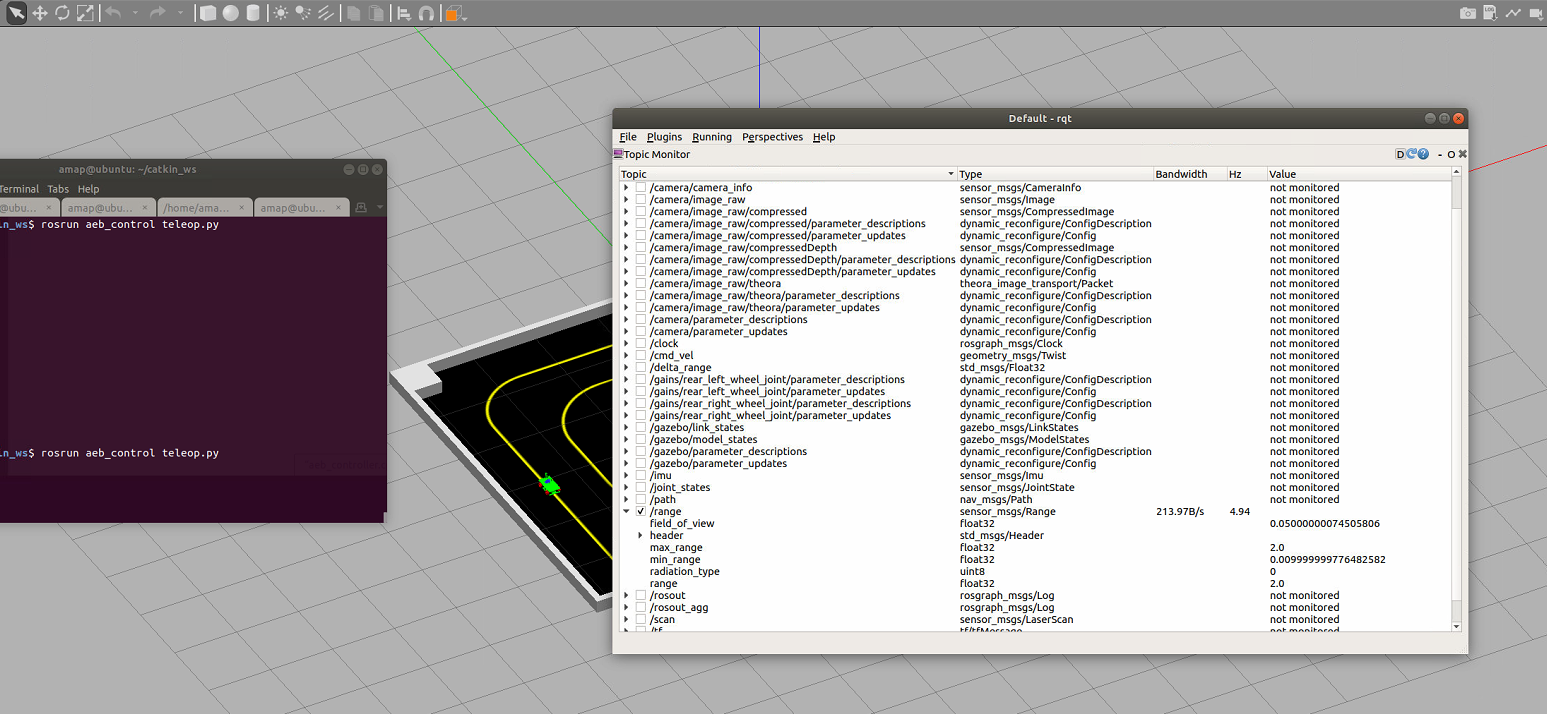 LOG
Default - rqt
File Plugins Running Perspectives Help
Topic Monitor
D - O
Topic Type Bandwidth Hz Value
/camera/camera_info sensor_msgs/CameraInfo not monitored
/camera/image_raw sensor_msgs/Image not monitored
/camera/image_raw/compressed sensor_msgs/CompressedImage not monitored
/camera/image_raw/compressed/parameter_descriptions dynamic_reconfigure/ConfigDescription not monitored
/camera/image_raw/compressed/parameter_updates dynamic_reconfigure/Config not monitored
/camera/image_raw/compressedDepth sensor_msgs/CompressedImage not monitored
/camera/image_raw/compressedDepth/parameter_descriptions dynamic_reconfigure/ConfigDescription not monitored
/camera/image_raw/compressedDepth/parameter_updates dynamic_reconfigure/Config not monitored
/camera/image_raw/theora theora_image_transport/Packet not monitored
/camera/image_raw/theora/parameter_descriptions dynamic_reconfigure/ConfigDescription not monitored
/camera/image_raw/theora/parameter_updates dynamic_reconfigure/Config not monitored
/camera/parameter_descriptions dynamic_reconfigure/ConfigDescription not monitored
/camera/parameter_updates dynamic_reconfigure/Config not monitored
/clock rosgraph_msgs/Clock not monitored
/cmd_vel geometry_msgs/Twist not monitored
/delta_range std_msgs/Float32 not monitored
/gains/rear_left_wheel_joint/parameter_descriptions dynamic_reconfigure/ConfigDescription not monitored
/gains/rear_left_wheel_joint/parameter_updates dynamic_reconfigure/Config not monitored
/gains/rear_right_wheel_joint/parameter_descriptions dynamic_reconfigure/ConfigDescription not monitored
/gains/rear_right_wheel_joint/parameter_updates dynamic_reconfigure/Config not monitored
/gazebo/link_states gazebo_msgs/LinkStates not monitored
/gazebo/model_states gazebo_msgs/ModelStates not monitored
/gazebo/parameter_descriptions dynamic_reconfigure/ConfigDescription not monitored
/gazebo/parameter_updates dynamic_reconfigure/Config not monitored
/imu sensor_msgs/Imu not monitored
/joint_states sensor_msgs/JointState not monitored
/path nav_msgs/Path not monitored
/range sensor_msgs/Range 213.97B/s 4.94
field_of_view float32 0.05000000074505806
header std_msgs/Header
max_range float32 2.0
min_range float32 0.009999999776482582
radiation_type uint8 0
range float32 2.0
/rosout rosgraph_msgs/Log not monitored
/rosout_agg rosgraph_msgs/Log not monitored
/scan sensor_msgs/LaserScan not monitored
/tf tf/tfMessage not monitored
amap@ubuntu: ~/catkin_ws
Terminal Tabs Help
@ubu... amap@ubu... /home/ama... amap@ubu...
in_ws$ rosrun aeb_control teleop.py
in_ws$ rosrun aeb_control teleop.py